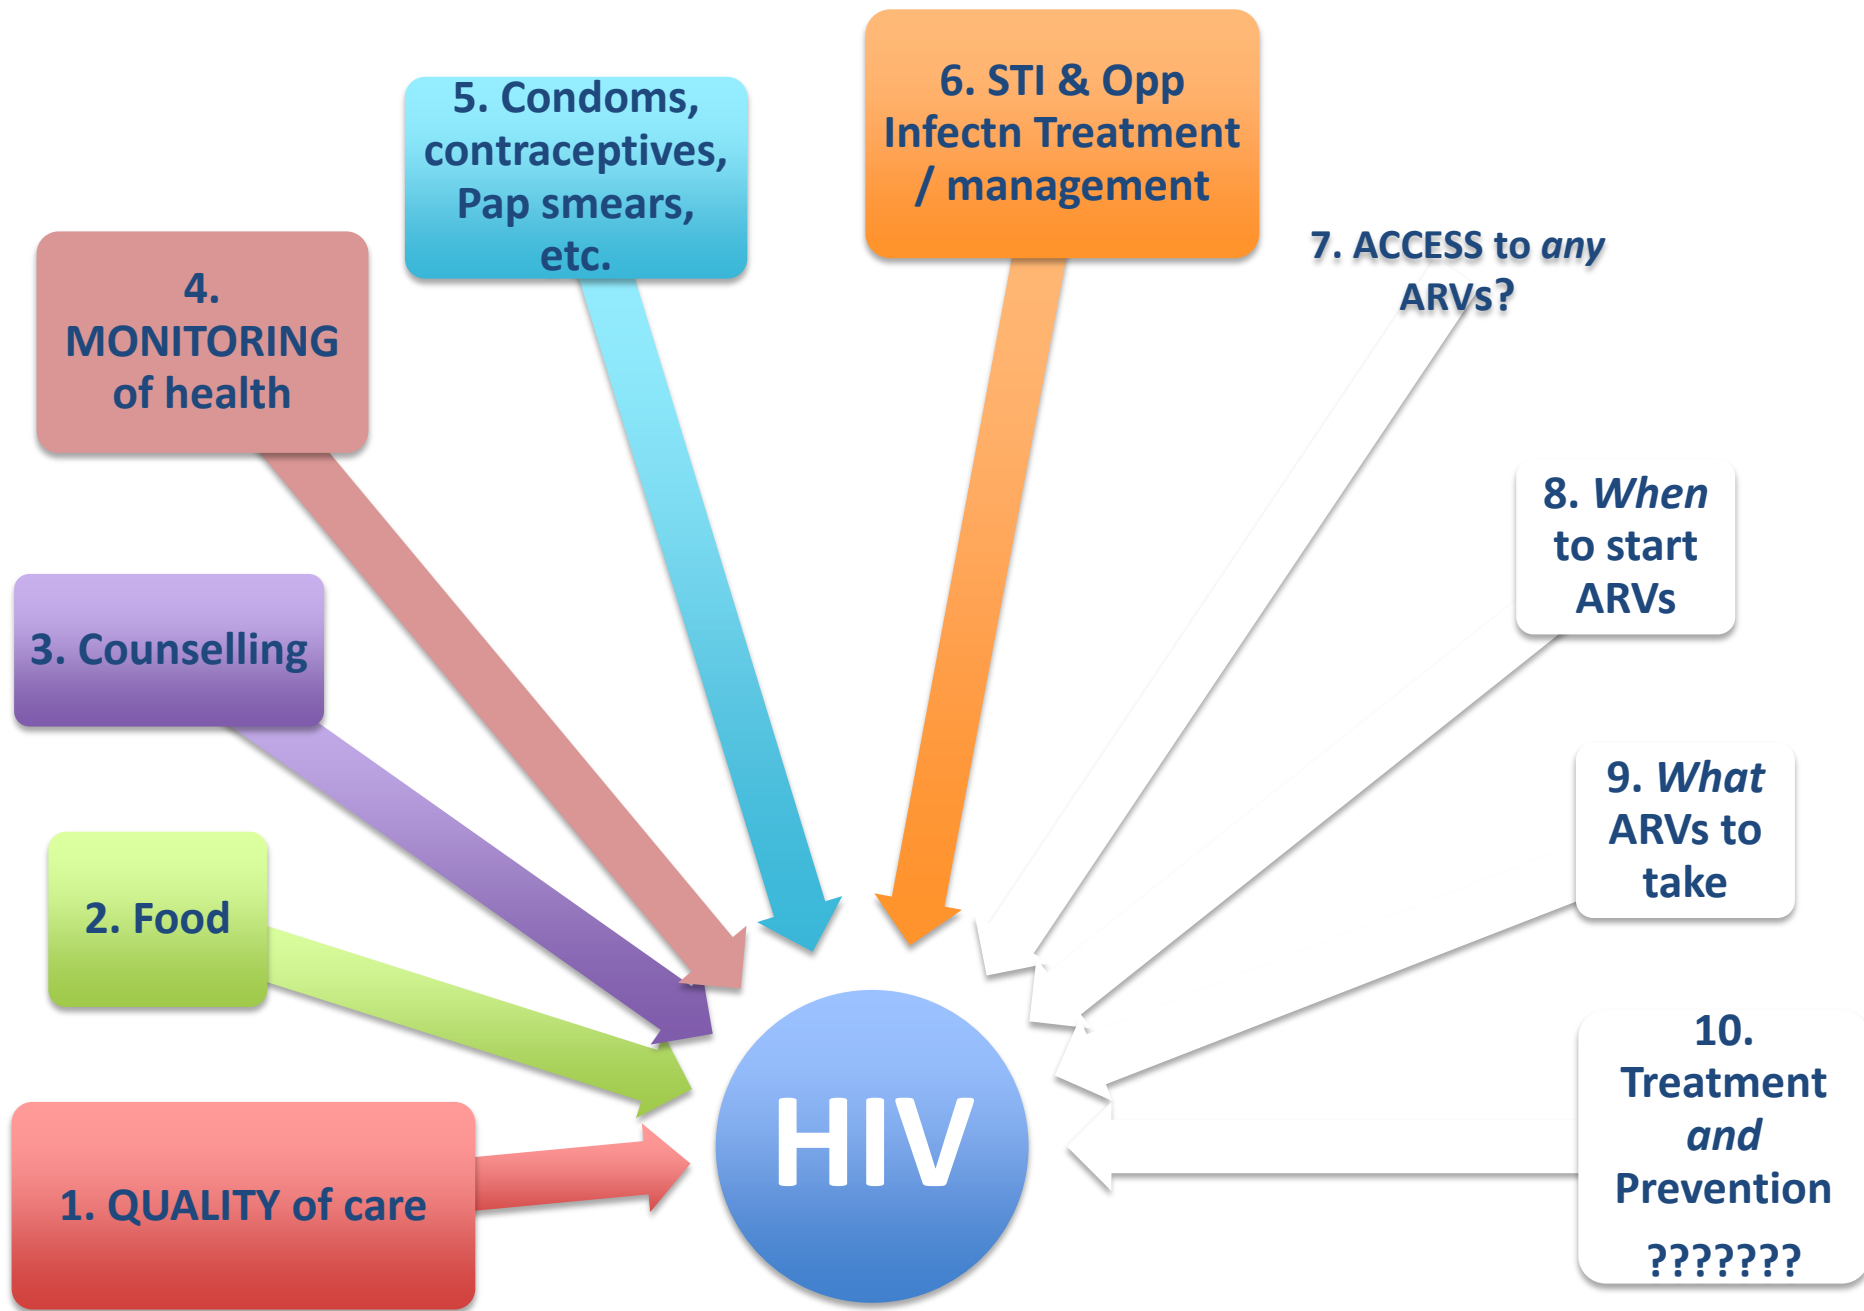 1. QUALITY of care
2. Food
3. Counselling
4.
MONITORING
of health
5. Condoms,
contraceptives,
Pap smears,
etc.
6. STI & Opp
Infectn Treatment
/ management
7. ACCESS to any
ARVs?
8. When
to start
ARVs
9. What
ARVs to
take
10.
Treatment
and
Prevention
???????
HIV